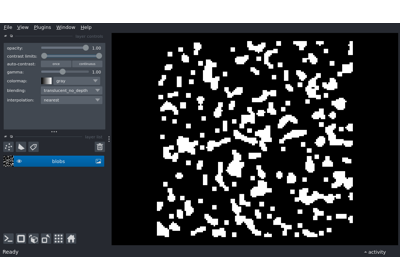 File View Plugins Window Help
opacity: 1.00
contrast limits:
auto-contrast: once continuous
gamma: 1.00
colormap: gray
blending: translucent_no_depth
interpolation: nearest
blobs
Ready
activity